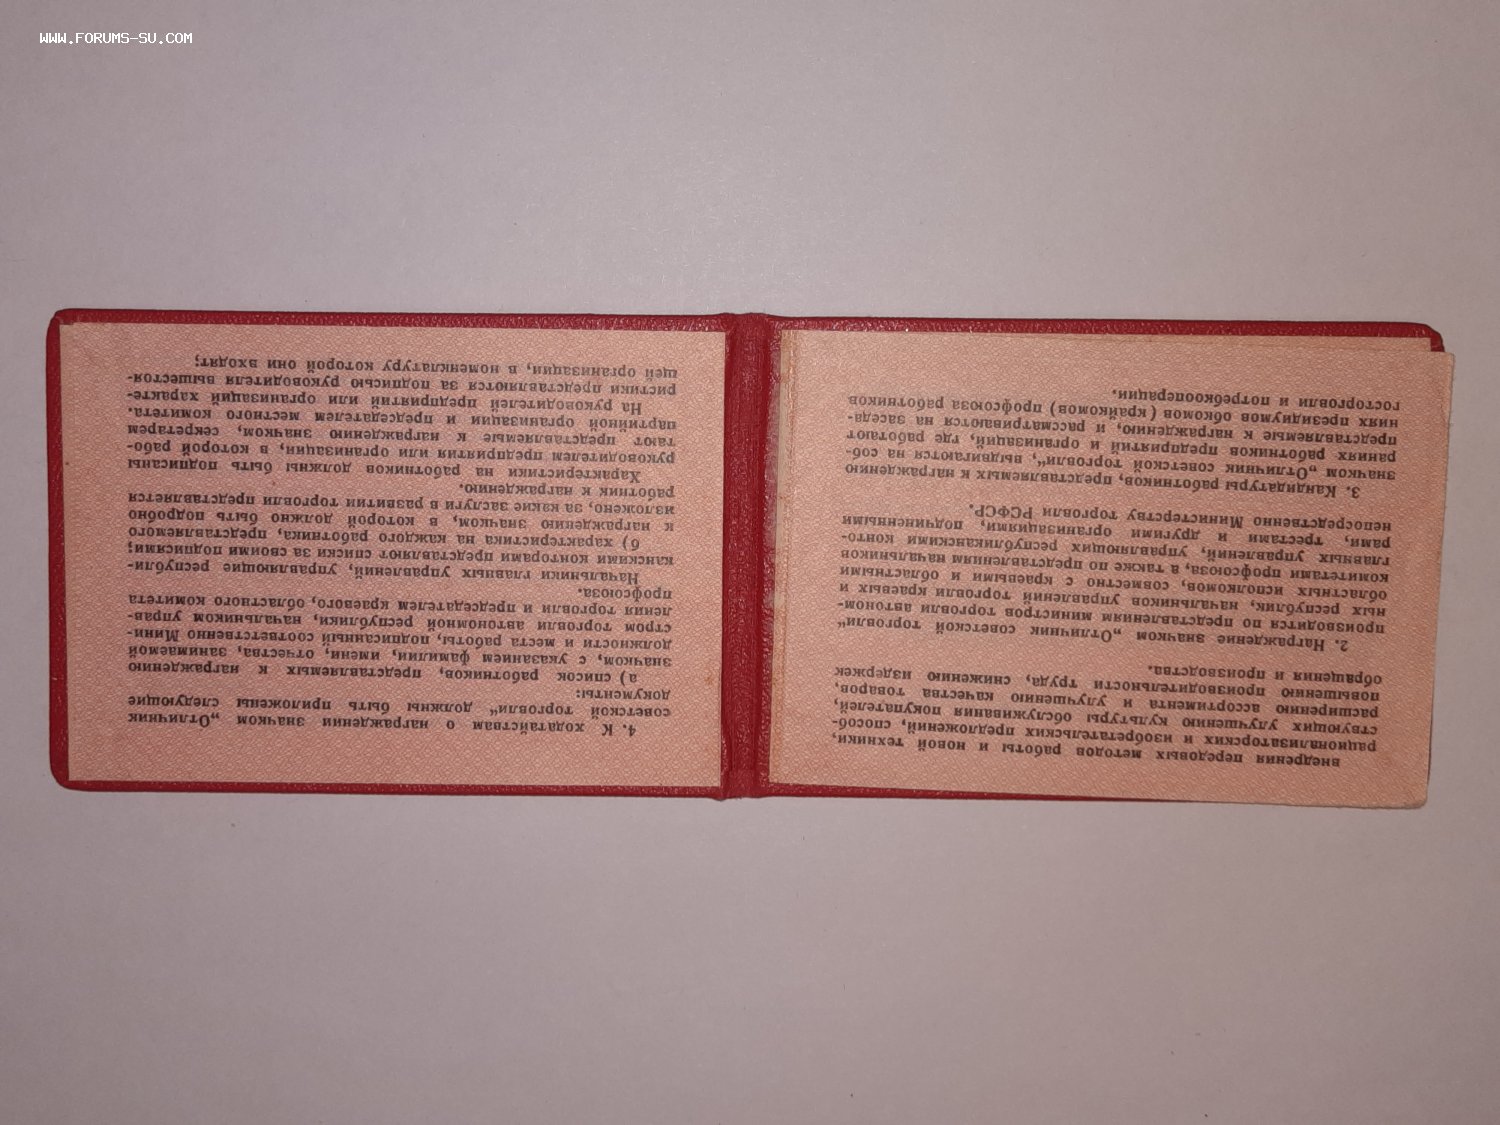 WWW.FORUMS-SU.COM
внедрения передовых методов работы и новой техники,
рационализаторских и изобретательских предложений, способ-
ствующих улучшению культуры обслуживания покупателей,
расширению ассортимента и улучшению качества товаров,
повышению производительности труда, снижению издержек
обращения и производства.
2. Награждение значком „Отличник советской торговли“
производится по представлениям министров торговли автоном-
ных республик, начальников управлений торговли краевых и
областных исполкомов, совместно с краевыми и областными
комитетами профсоюза, а также по представлениям начальников
главных управлений, управляющих республиканскими конто-
рами, трестами и другими организациями, подчиненными
непосредственно Министерству торговли РСФСР.
3. Кандидатуры работников, представляемых к награждению
значком „Отличник советской торговли“, выдвигаются на соб-
раниях работников предприятий и организаций, где работают
представляемые к награждению, и рассматриваются на заседа-
ниях президиумов обкомов (крайкомов) профсоюза работников
госторговли и потребкооперации.
4. К ходатайствам о награждении значком „Отличник
советской торговли“ должны быть приложены следующие
документы:
а) список работников, представляемых к награждению
значком, с указанием фамилии, имени, отчества, занимаемой
должности и места работы, подписанный соответственно Мини-
стром торговли автономной республики, начальником управ-
ления торговли и председателем краевого, областного комитета
профсоюза.
Начальники главных управлений, управляющие республи-
канскими конторами представляют списки за своими подписями;
б) характеристика на каждого работника, представляемого
к награждению значком, в которой должно быть подробно
изложено, за какие заслуги в развитии торговли представляется
работник к награждению.
Характеристики на работников должны быть подписаны
руководителем предприятия или организации, в которой рабо-
тают представляемые к награждению значком, секретарем
партийной организации и председателем местного комитета.
На руководителей предприятий или организаций характе-
ристики представляются за подписью руководителя вышестоя-
щей организации, в номенклатуру которой они входят;